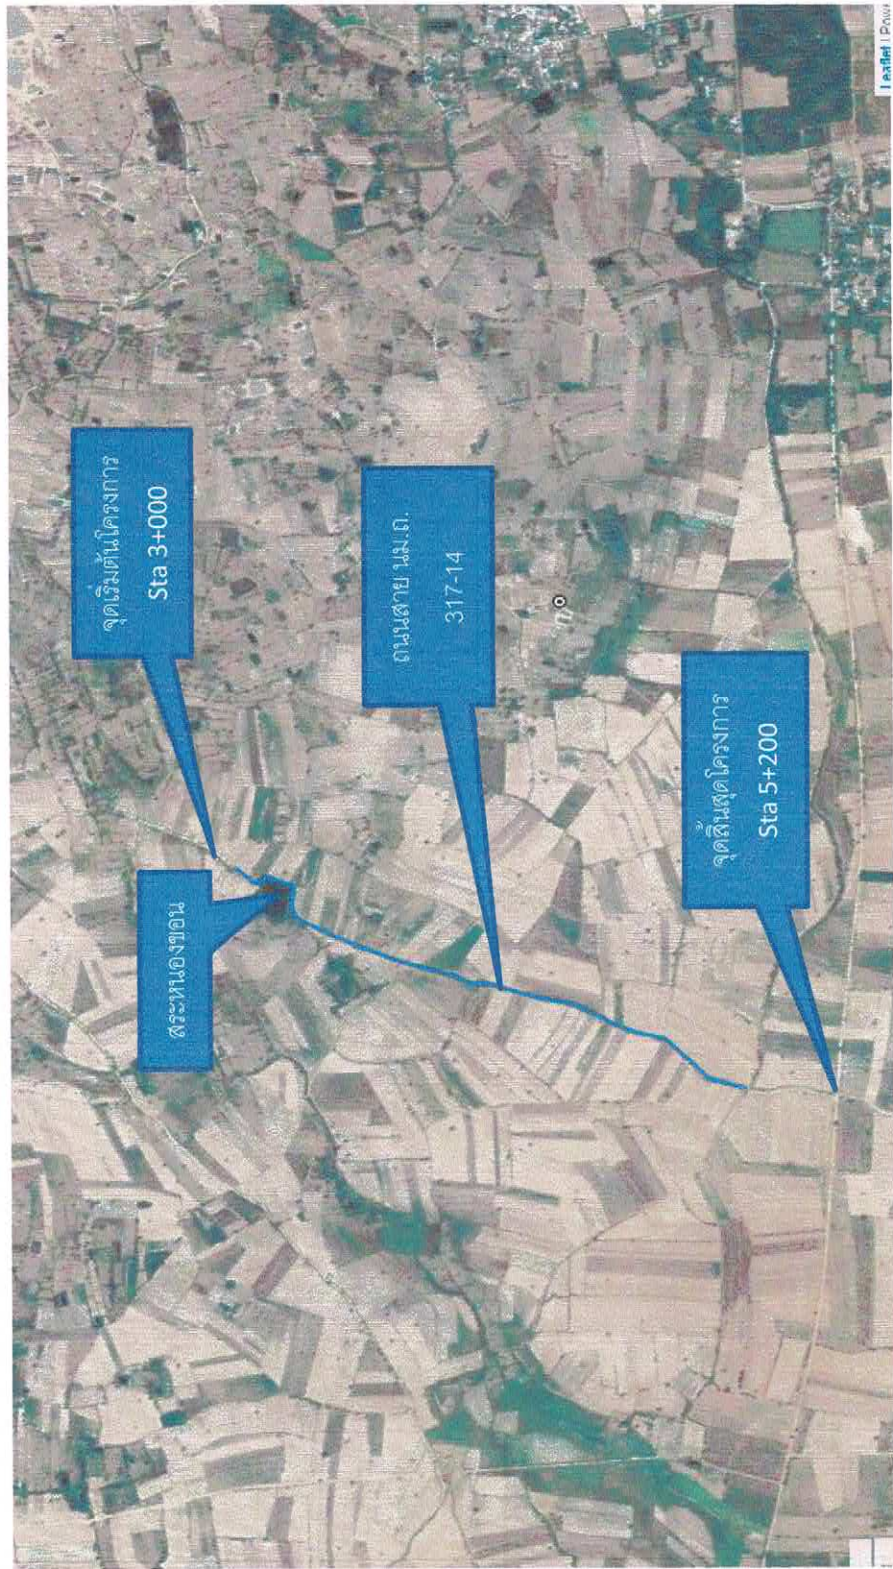 จุดเริ่มต้นโครงการ
Sta 3+000
สระหนองขอน
ถนนสาย นม.ถ.
317-14
จุดสิ้นสุดโครงการ
Sta 5+200
Leaflet | Pow